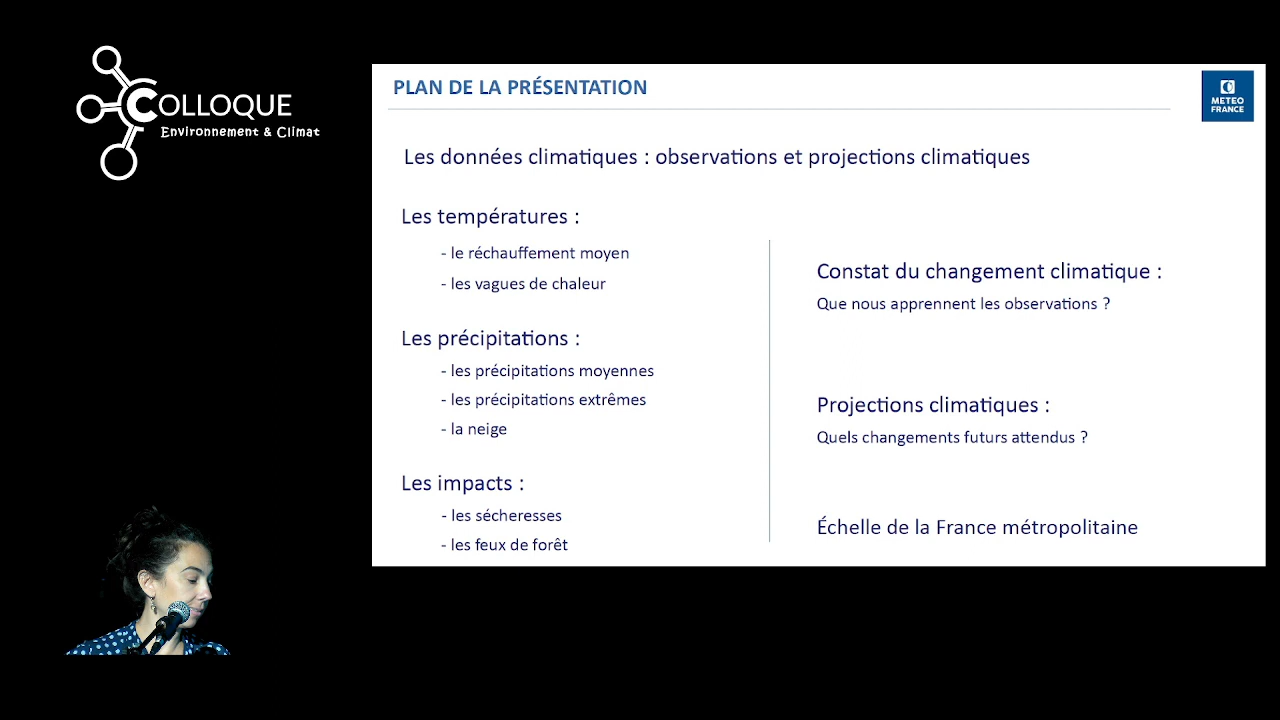 COLLOQUE
Environnement & Climat
PLAN DE LA PRÉSENTATION
METEO
FRANCE
Les données climatiques : observations et projections climatiques
Les températures :
- le réchauffement moyen
- les vagues de chaleur
Les précipitations :
- les précipitations moyennes
- les précipitations extrêmes
- la neige
Les impacts :
- les sécheresses
- les feux de forêt
Constat du changement climatique :
Que nous apprennent les observations ?
Projections climatiques :
Quels changements futurs attendus ?
Échelle de la France métropolitaine